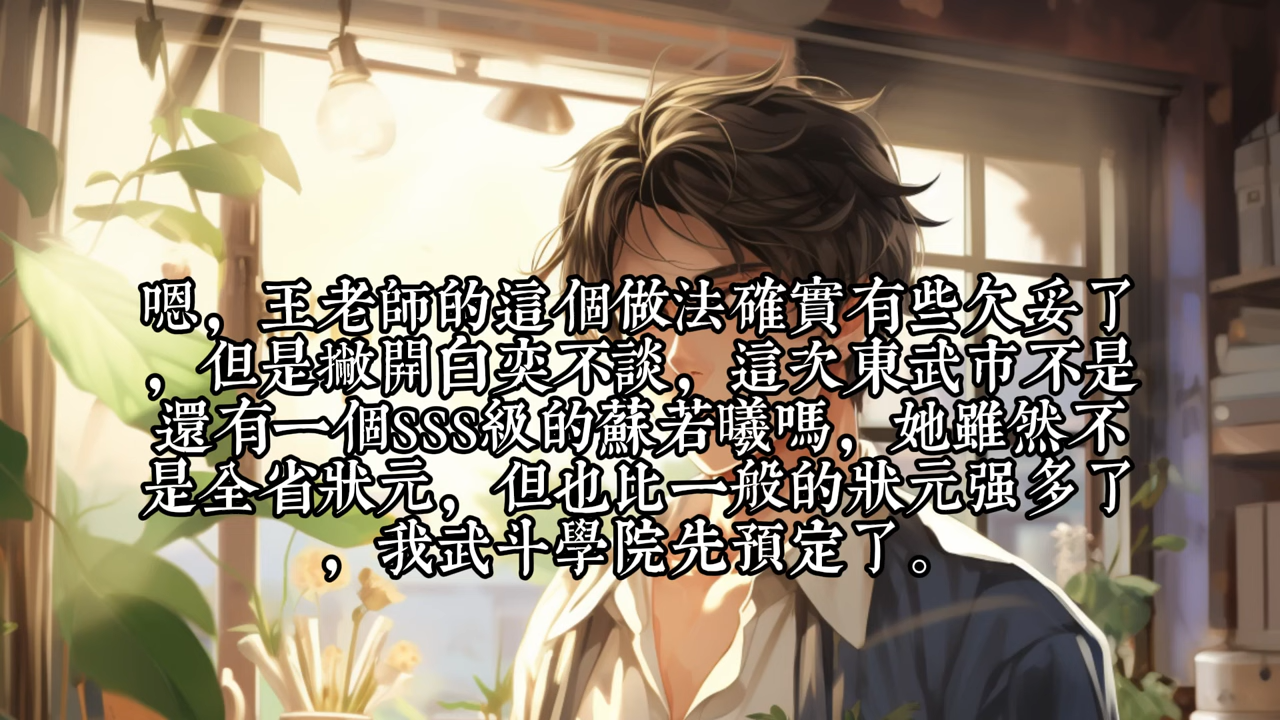 嗯，王老師的這個做法確實有些欠妥了
，但是撇開白奕不談，這次東武市不是
還有一個SSS級的蘇若曦嗎，她雖然不
是全省狀元，但也比一般的狀元强多了
，我武斗學院先預定了。